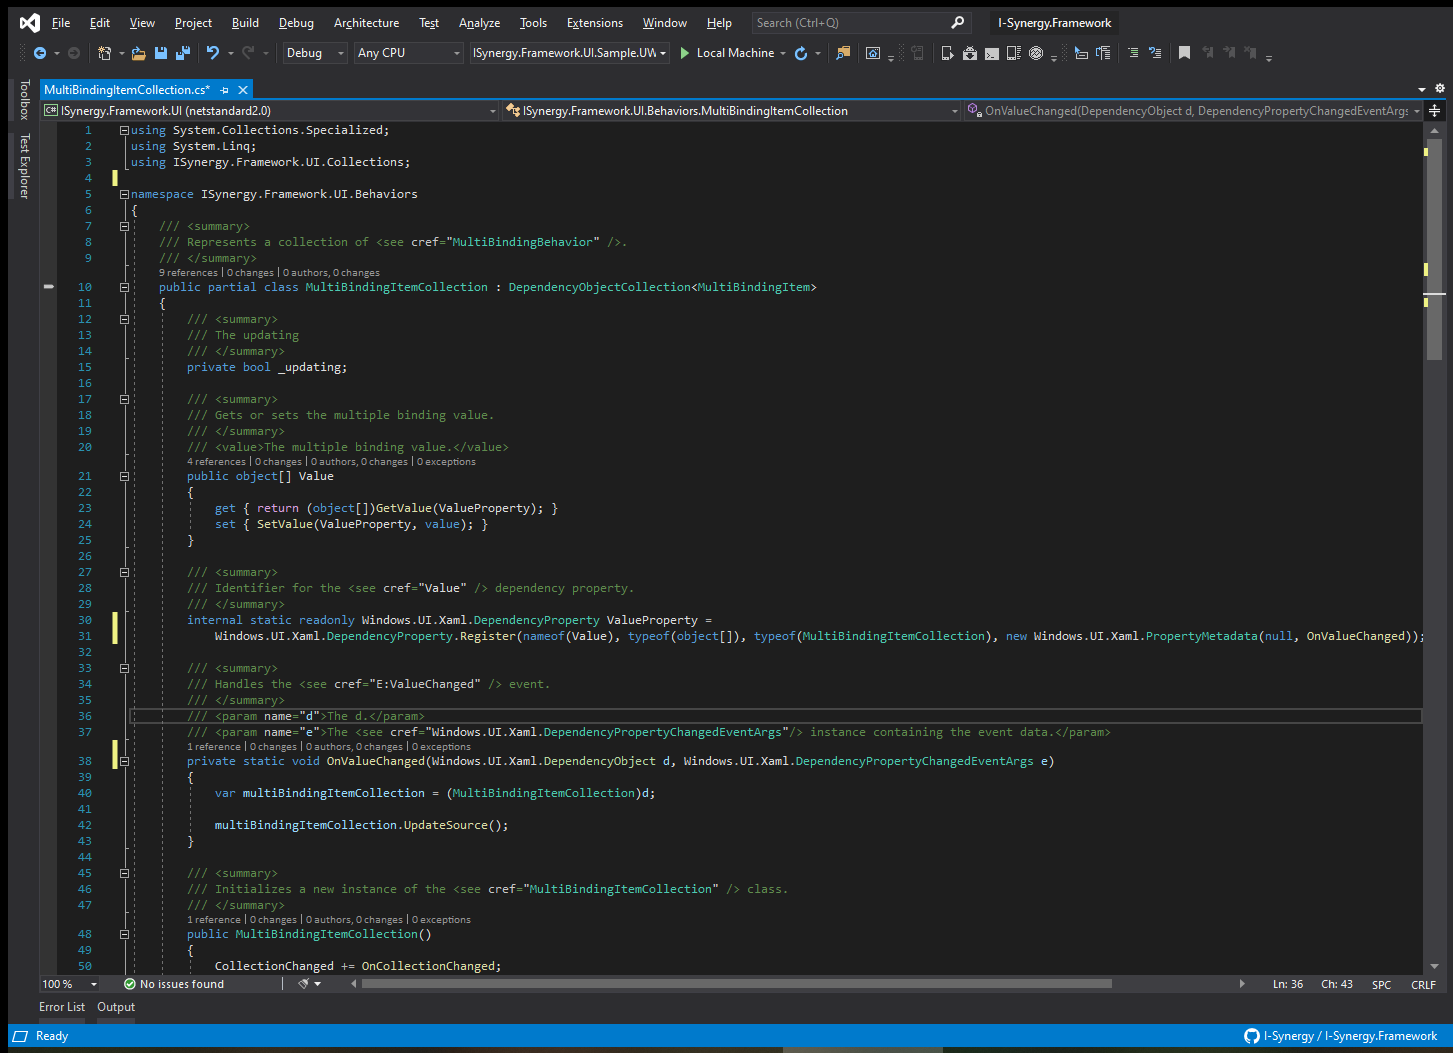 File Edit View Project Build Debug Architecture Test Analyze Tools Extensions Window Help Search (Ctrl+Q) I-Synergy.Framework
Debug Any CPU ISynergy.Framework.UI.Sample.UW Local Machine
Toolbox
Test Explorer
MultiBindingItemCollection.cs*
C# ISynergy.Framework.UI (netstandard2.0) ISynergy.Framework.UI.Behaviors.MultiBindingItemCollection OnValueChanged(DependencyObject d, DependencyPropertyChangedEventArgs
1 using System.Collections.Specialized;
2 using System.Linq;
3 using ISynergy.Framework.UI.Collections;
4
5 namespace ISynergy.Framework.UI.Behaviors
6 {
7 /// <summary>
8 /// Represents a collection of <see cref="MultiBindingBehavior" />.
9 /// </summary>
9 references | 0 changes | 0 authors, 0 changes
10 public partial class MultiBindingItemCollection : DependencyObjectCollection<MultiBindingItem>
11 {
12 /// <summary>
13 /// The updating
14 /// </summary>
15 private bool _updating;
16
17 /// <summary>
18 /// Gets or sets the multiple binding value.
19 /// </summary>
20 /// <value>The multiple binding value.</value>
4 references | 0 changes | 0 authors, 0 changes | 0 exceptions
21 public object[] Value
22 {
23 get { return (object[])GetValue(ValueProperty); }
24 set { SetValue(ValueProperty, value); }
25 }
26
27 /// <summary>
28 /// Identifier for the <see cref="Value" /> dependency property.
29 /// </summary>
30 internal static readonly Windows.UI.Xaml.DependencyProperty ValueProperty =
31 Windows.UI.Xaml.DependencyProperty.Register(nameof(Value), typeof(object[]), typeof(MultiBindingItemCollection), new Windows.UI.Xaml.PropertyMetadata(null, OnValueChanged));
32
33 /// <summary>
34 /// Handles the <see cref="E:ValueChanged" /> event.
35 /// </summary>
36 /// <param name="d">The d.</param>
37 /// <param name="e">The <see cref="Windows.UI.Xaml.DependencyPropertyChangedEventArgs"/> instance containing the event data.</param>
1 reference | 0 changes | 0 authors, 0 changes | 0 exceptions
38 private static void OnValueChanged(Windows.UI.Xaml.DependencyObject d, Windows.UI.Xaml.DependencyPropertyChangedEventArgs e)
39 {
40 var multiBindingItemCollection = (MultiBindingItemCollection)d;
41
42 multiBindingItemCollection.UpdateSource();
43 }
44
45 /// <summary>
46 /// Initializes a new instance of the <see cref="MultiBindingItemCollection" /> class.
47 /// </summary>
1 reference | 0 changes | 0 authors, 0 changes | 0 exceptions
48 public MultiBindingItemCollection()
49 {
50 CollectionChanged += OnCollectionChanged;
100 % No issues found Ln: 36 Ch: 43 SPC CRLF
Error List Output
Ready I-Synergy / I-Synergy.Framework